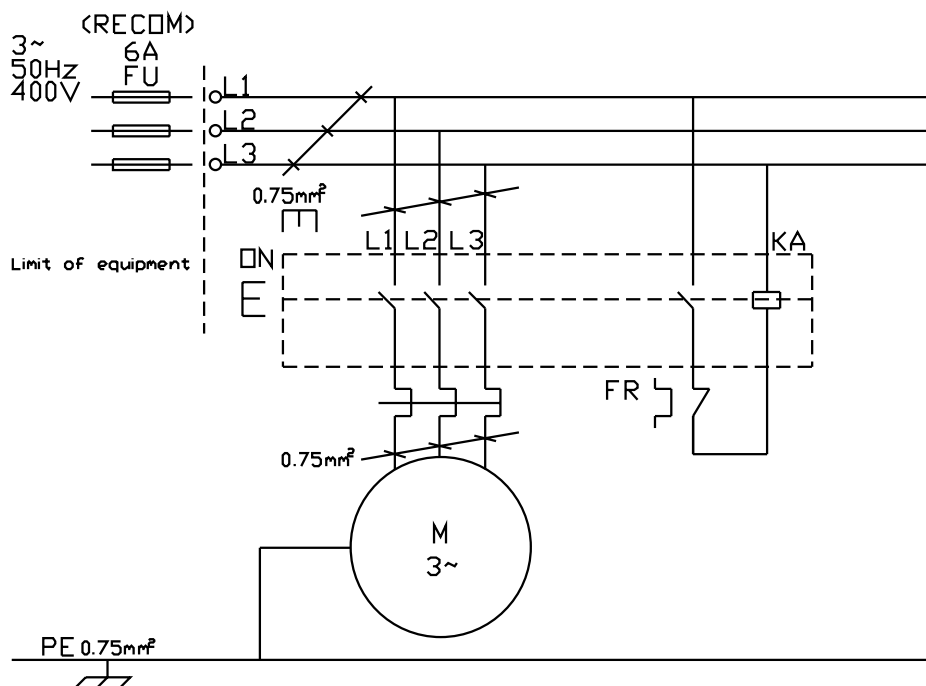 (RECOM)
3~
6A
50Hz
FU
400V
L1
L2
L3
0.75mm²
L1 L2 L3
KA
ON
Limit of equipment
FR
0.75mm²
M
3~
PE 0.75mm²